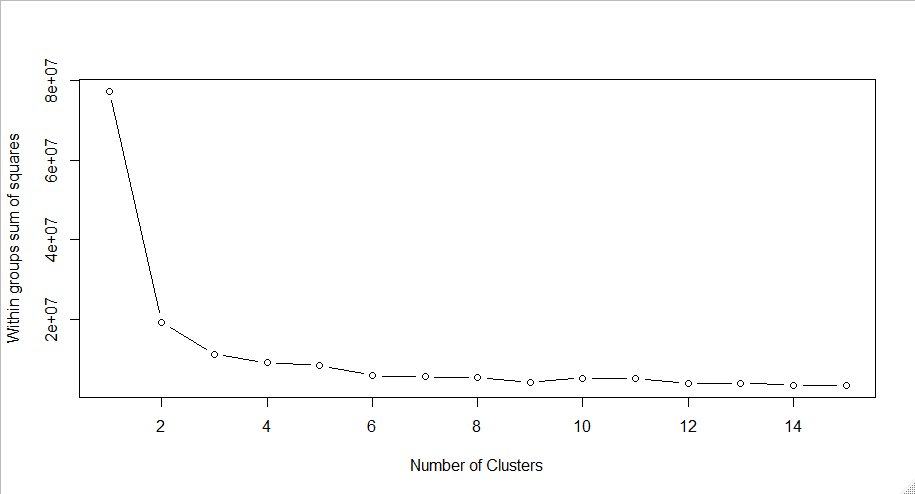 Within groups sum of squares
8e+07
6e+07
4e+07
2e+07
2 4 6 8 10 12 14
Number of Clusters